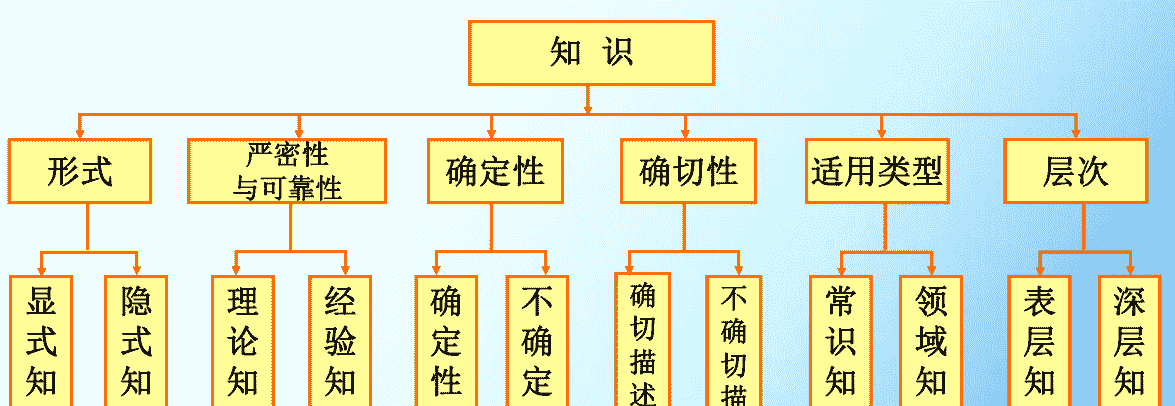 知 识
形式
严密性
与可靠性
确定性
确切性
适用类型
层次
显式知
隐式知
理论知
经验知
确定性
不确定
确切描述
不确切描
常识知
领域知
表层知
深层知